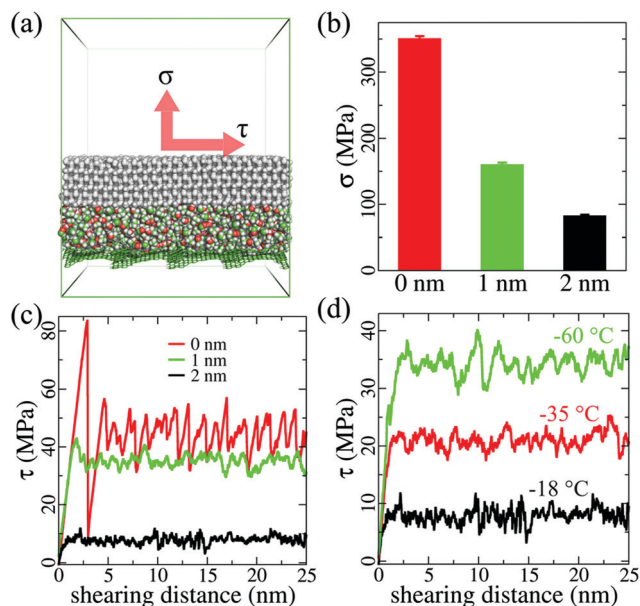 (a)
σ
τ
(b)
σ (MPa)
300
200
100
0
0 nm
1 nm
2 nm
(c)
τ (MPa)
80
60
40
20
0
0 nm
1 nm
2 nm
0
5
10
15
20
25
shearing distance (nm)
(d)
τ (MPa)
40
30
20
10
0
-60 °C
-35 °C
-18 °C
0
5
10
15
20
25
shearing distance (nm)